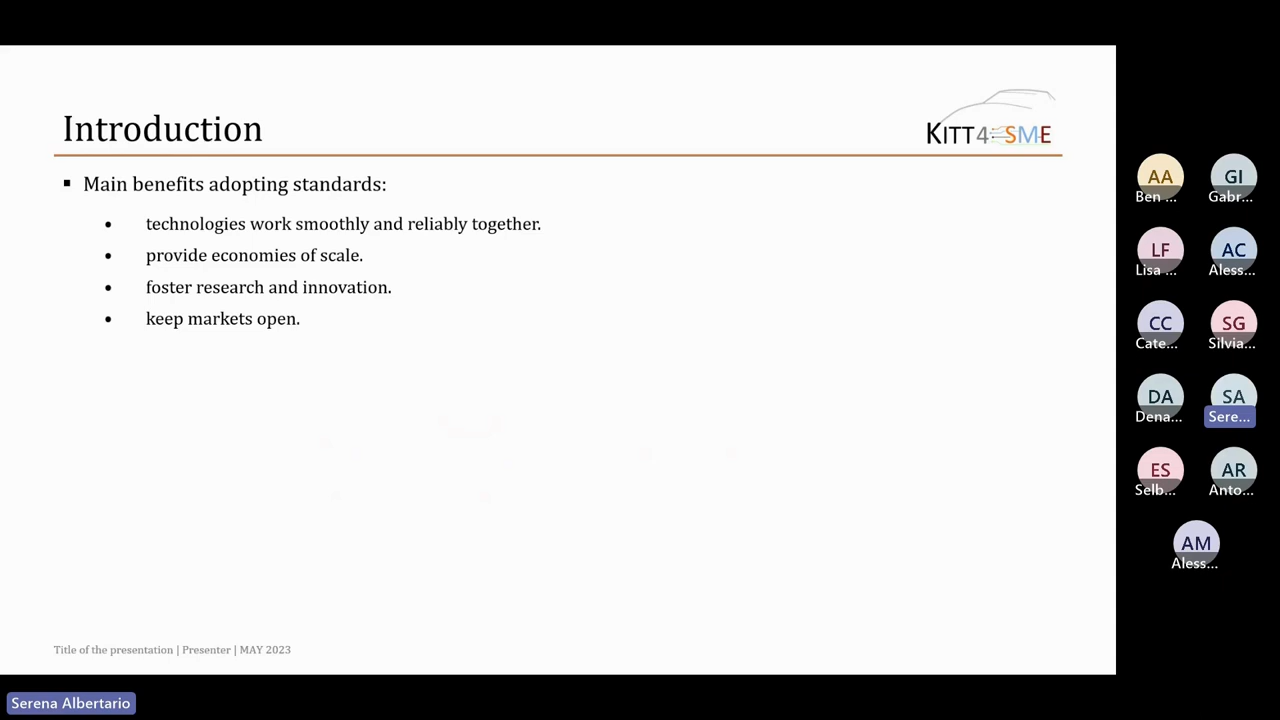 Introduction
KITT4SME
▪ Main benefits adopting standards:
• technologies work smoothly and reliably together.
• provide economies of scale.
• foster research and innovation.
• keep markets open.
Title of the presentation | Presenter | MAY 2023
AA GI
Ben ... Gabr...
LF AC
Lisa ... Aless...
CC SG
Cate... Silvia...
DA SA
Dena... Sere...
ES AR
Selb... Anto...
AM
Aless...
Serena Albertario